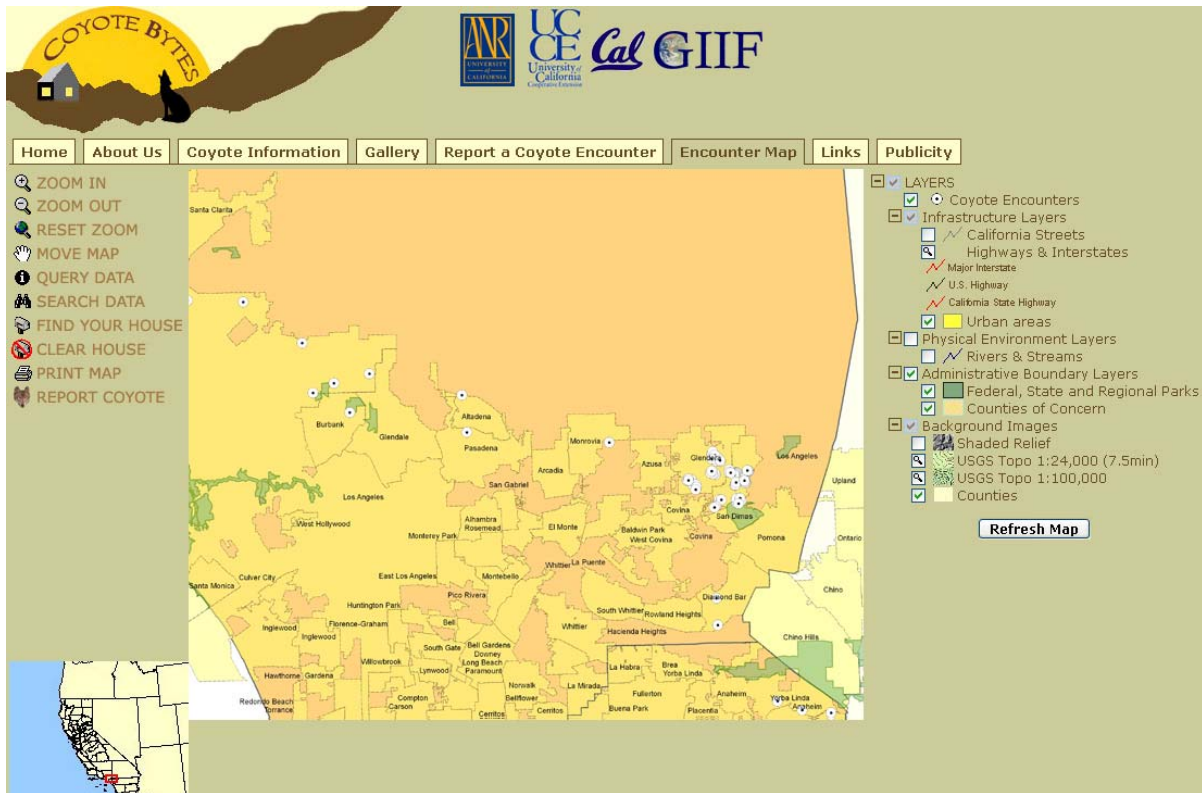 COYOTE BYTES
ANR
UNIVERSITY
of
CALIFORNIA
UC
CE
University of
California
Cooperative Extension
Cal
GIIF
Home
About Us
Coyote Information
Gallery
Report a Coyote Encounter
Encounter Map
Links
Publicity
ZOOM IN
ZOOM OUT
RESET ZOOM
MOVE MAP
QUERY DATA
SEARCH DATA
FIND YOUR HOUSE
CLEAR HOUSE
PRINT MAP
REPORT COYOTE
Santa Clarita
Burbank
Glendale
Altadena
Pasadena
Monrovia
Arcadia
Azusa
Glendora
Los Angeles
Upland
San Gabriel
Los Angeles
West Hollywood
Alhambra
Rosemead
Monterey Park
El Monte
Baldwin Park
West Covina
Covina
Covina
San Dimas
Pomona
Ontario
Santa Monica
Culver City
East Los Angeles
Montebello
Whittier
La Puente
Pico Rivera
Huntington Park
Diamond Bar
Chino
South Whittier
Rowland Heights
Inglewood
Florence-Graham
Inglewood
Bell
Whittier
Hacienda Heights
Chino Hills
South Gate
Bell Gardens
Downey
Willowbrook
Lynwood
Long Beach
Paramount
La Habra
Brea
Yorba Linda
Hawthorne
Gardena
Norwalk
La Mirada
Fullerton
Anaheim
Yorba Linda
Redondo Beach
Torrance
Compton
Carson
Bellflower
Cerritos
Cerritos
Buena Park
Placentia
Anaheim
LAYERS
Coyote Encounters
Infrastructure Layers
California Streets
Highways & Interstates
Major Interstate
U.S. Highway
California State Highway
Urban areas
Physical Environment Layers
Rivers & Streams
Administrative Boundary Layers
Federal, State and Regional Parks
Counties of Concern
Background Images
Shaded Relief
USGS Topo 1:24,000 (7.5min)
USGS Topo 1:100,000
Counties
Refresh Map